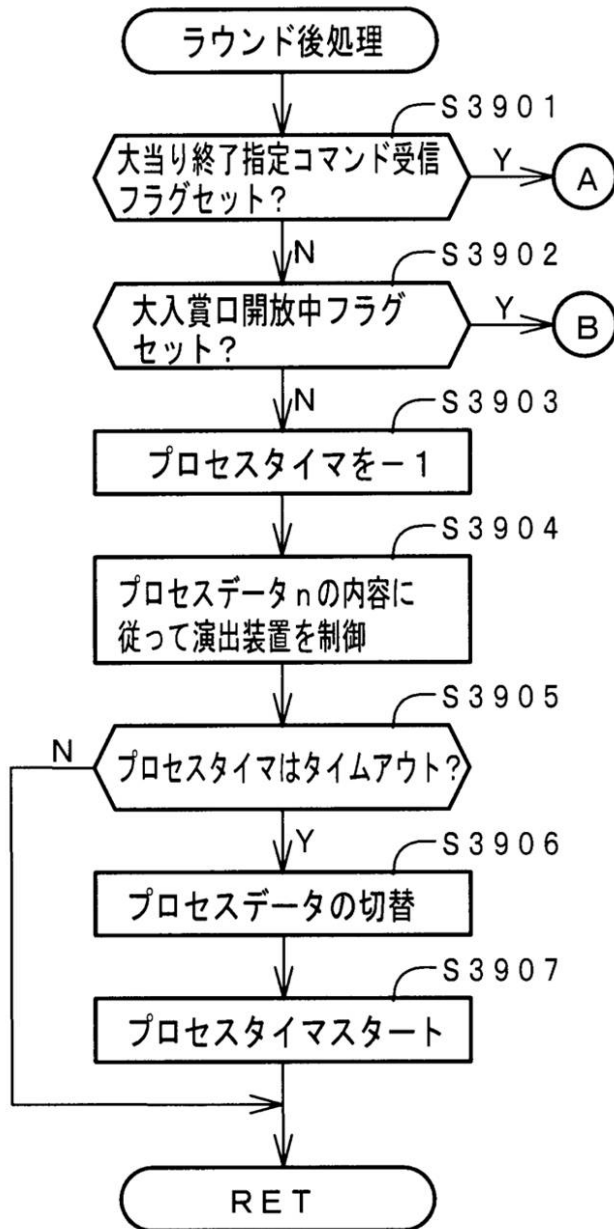 ラウンド後処理
S3901
大当り終了指定コマンド受信
フラグセット?
Y
A
N
S3902
大入賞口開放中フラグ
セット?
Y
B
N
S3903
プロセスタイマを-1
S3904
プロセスデータnの内容に
従って演出装置を制御
S3905
N
プロセスタイマはタイムアウト?
Y
S3906
プロセスデータの切替
S3907
プロセスタイマスタート
RET